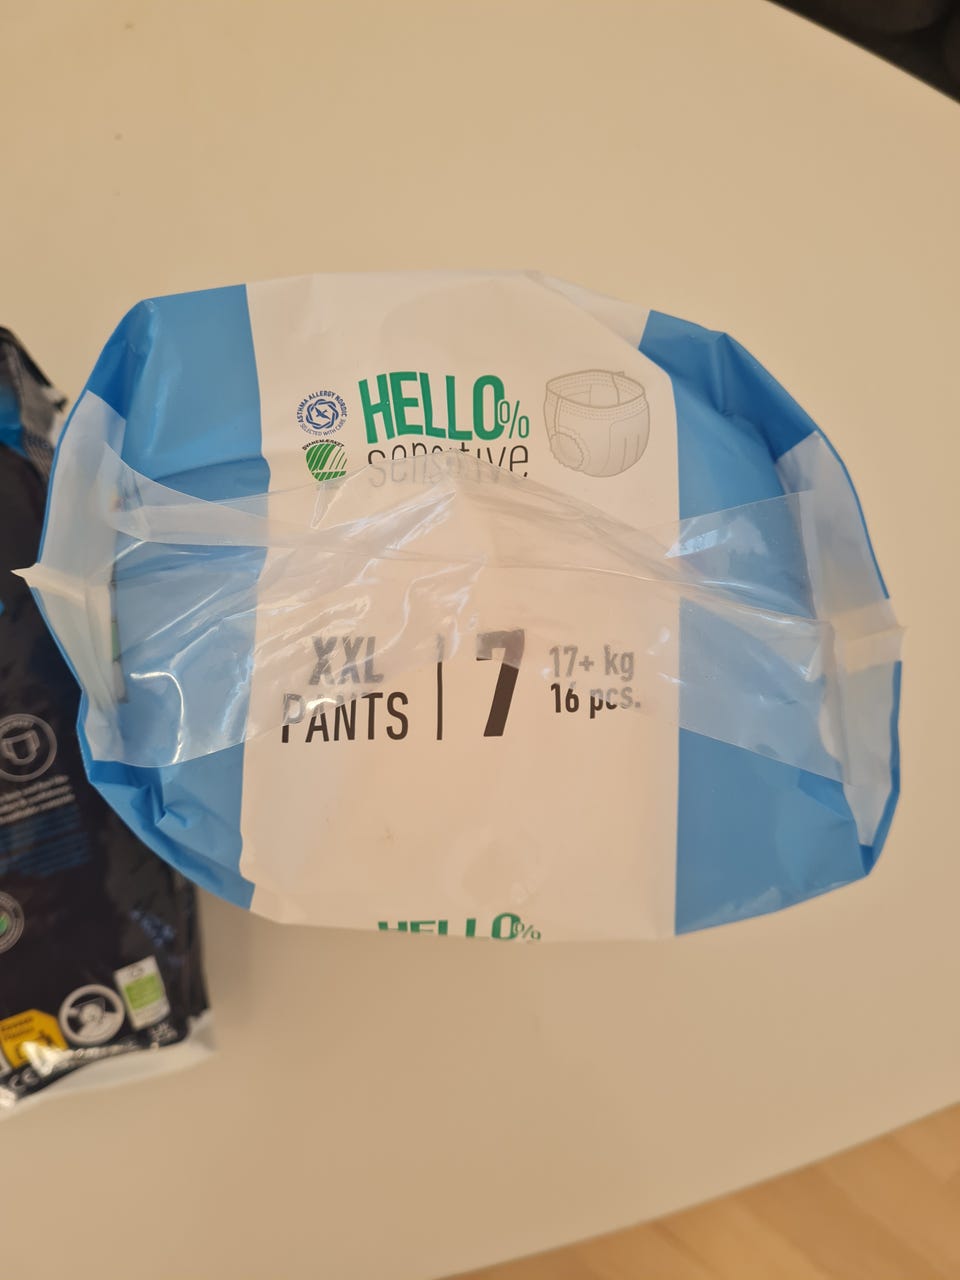 ASTHMA ALLERGY NORDIC
SELECTED WITH CARE
SVANEMÆRKET
HELLO%
sensitive
XXL
PANTS
7
17+ kg
16 pcs.
HELLO%